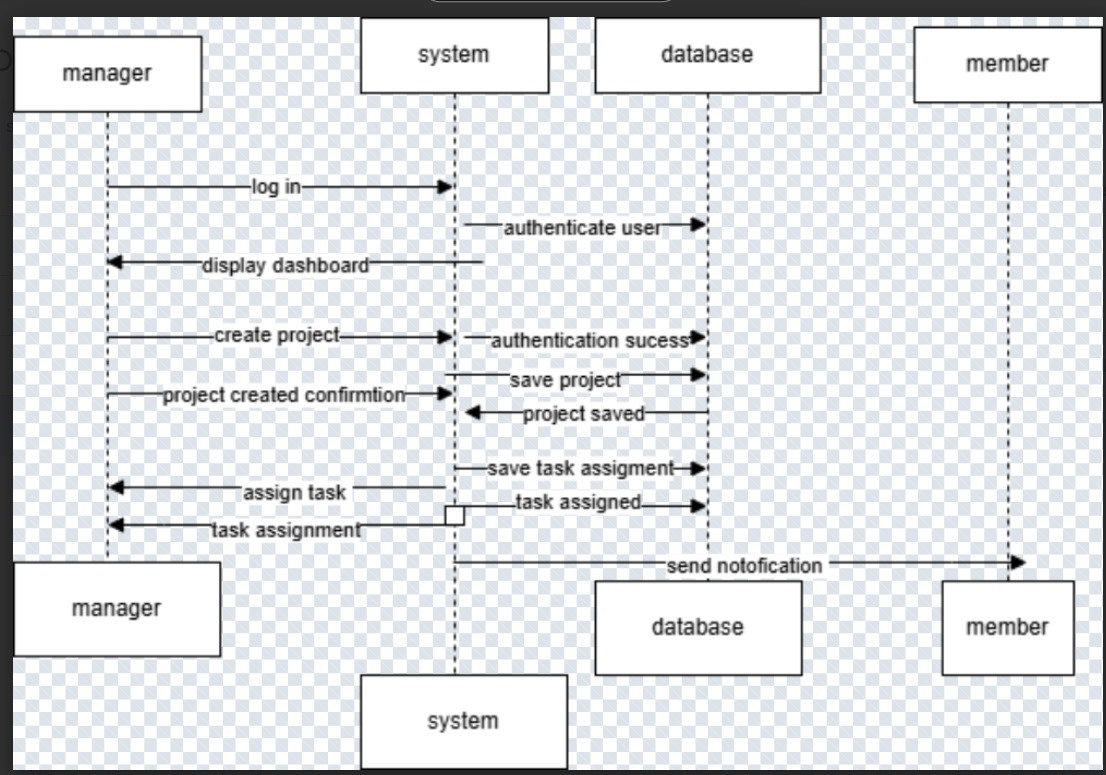 manager
system
database
member
log in
authenticate user
display dashboard
create project
authentication sucess
save project
project created confirmtion
project saved
save task assigment
assign task
task assigned
task assignment
send notofication
manager
database
member
system